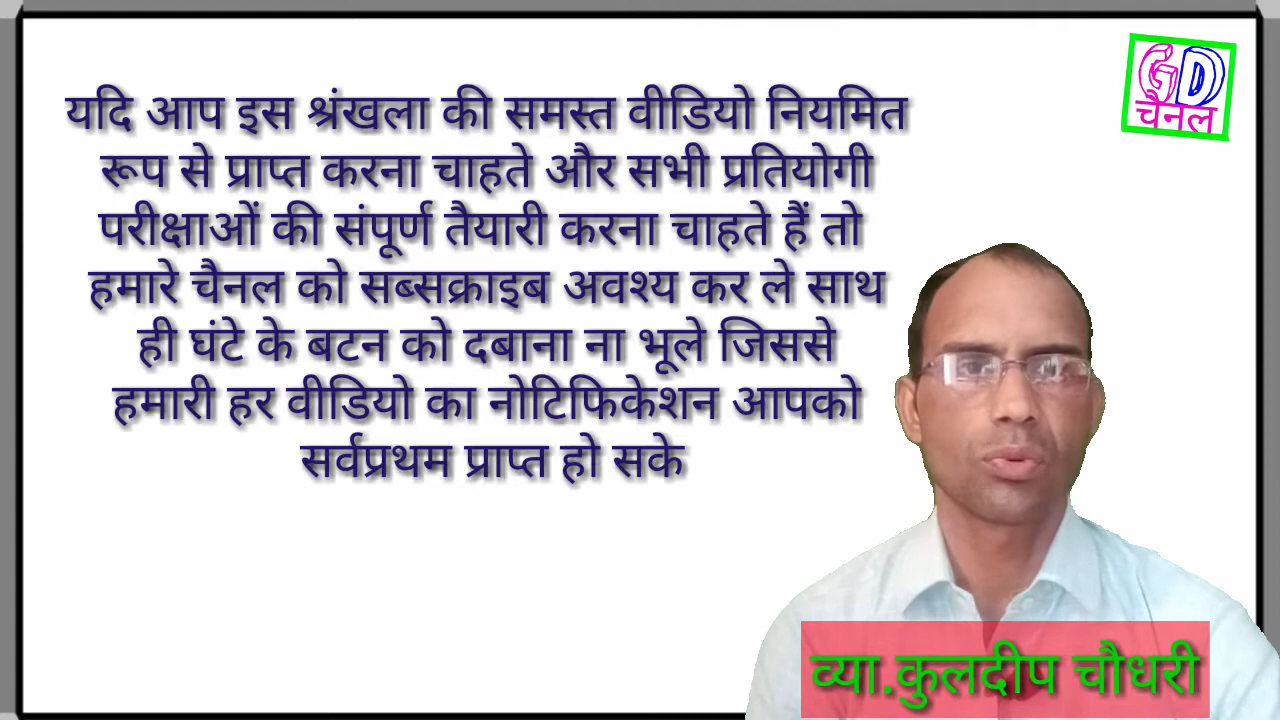 GD
चैनल
यदि आप इस श्रंखला की समस्त वीडियो नियमित
रूप से प्राप्त करना चाहते और सभी प्रतियोगी
परीक्षाओं की संपूर्ण तैयारी करना चाहते हैं तो
हमारे चैनल को सब्सक्राइब अवश्य कर ले साथ
ही घंटे के बटन को दबाना ना भूले जिससे
हमारी हर वीडियो का नोटिफिकेशन आपको
सर्वप्रथम प्राप्त हो सके
व्या.कुलदीप चौधरी